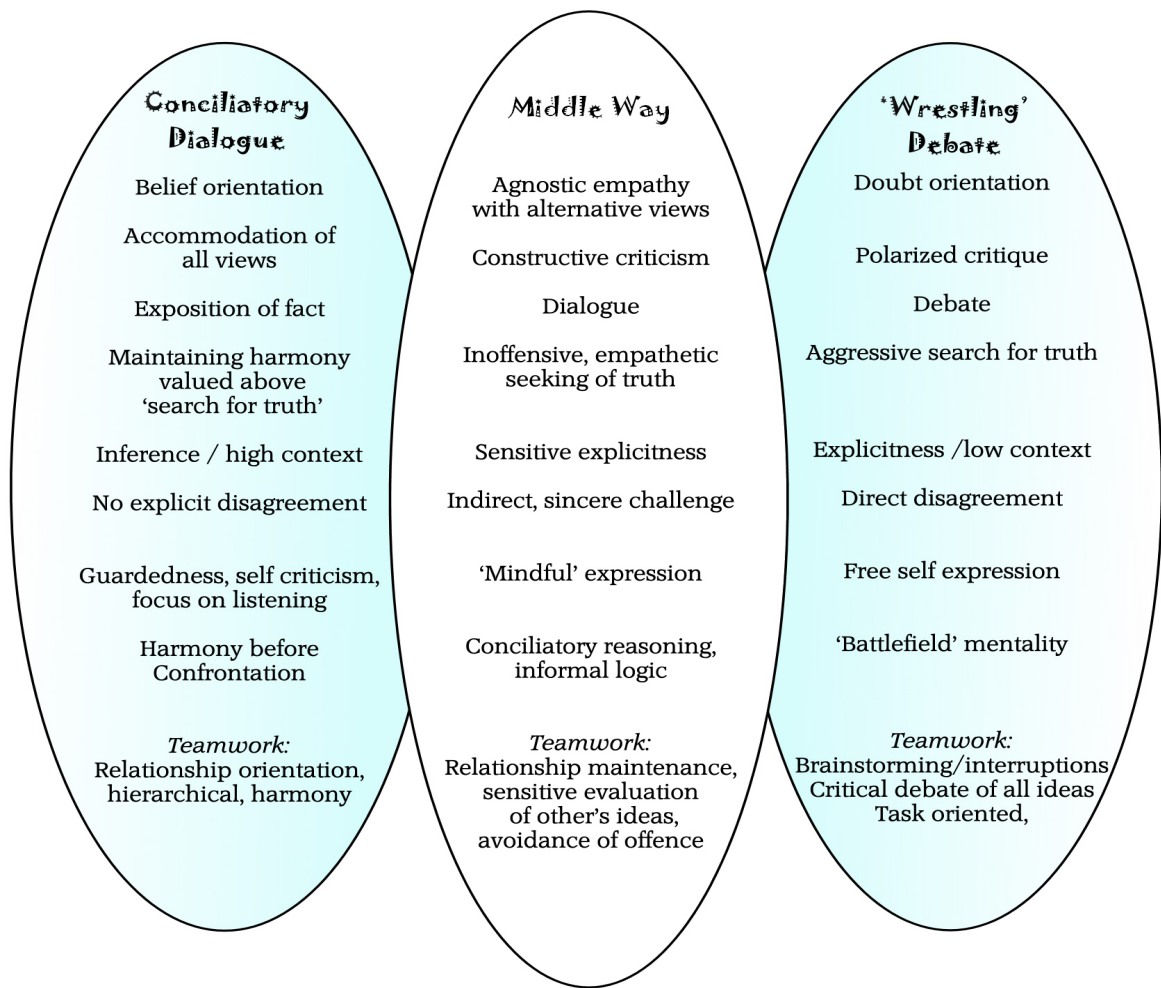 Conciliatory
Dialogue
Belief orientation
Accommodation of
all views
Exposition of fact
Maintaining harmony
valued above
‘search for truth’
Inference / high context
No explicit disagreement
Guardedness, self criticism,
focus on listening
Harmony before
Confrontation
Teamwork:
Relationship orientation,
hierarchical, harmony
Middle Way
Agnostic empathy
with alternative views
Constructive criticism
Dialogue
Inoffensive, empathetic
seeking of truth
Sensitive explicitness
Indirect, sincere challenge
‘Mindful’ expression
Conciliatory reasoning,
informal logic
Teamwork:
Relationship maintenance,
sensitive evaluation
of other’s ideas,
avoidance of offence
‘Wrestling’
Debate
Doubt orientation
Polarized critique
Debate
Aggressive search for truth
Explicitness /low context
Direct disagreement
Free self expression
‘Battlefield’ mentality
Teamwork:
Brainstorming/interruptions
Critical debate of all ideas
Task oriented,